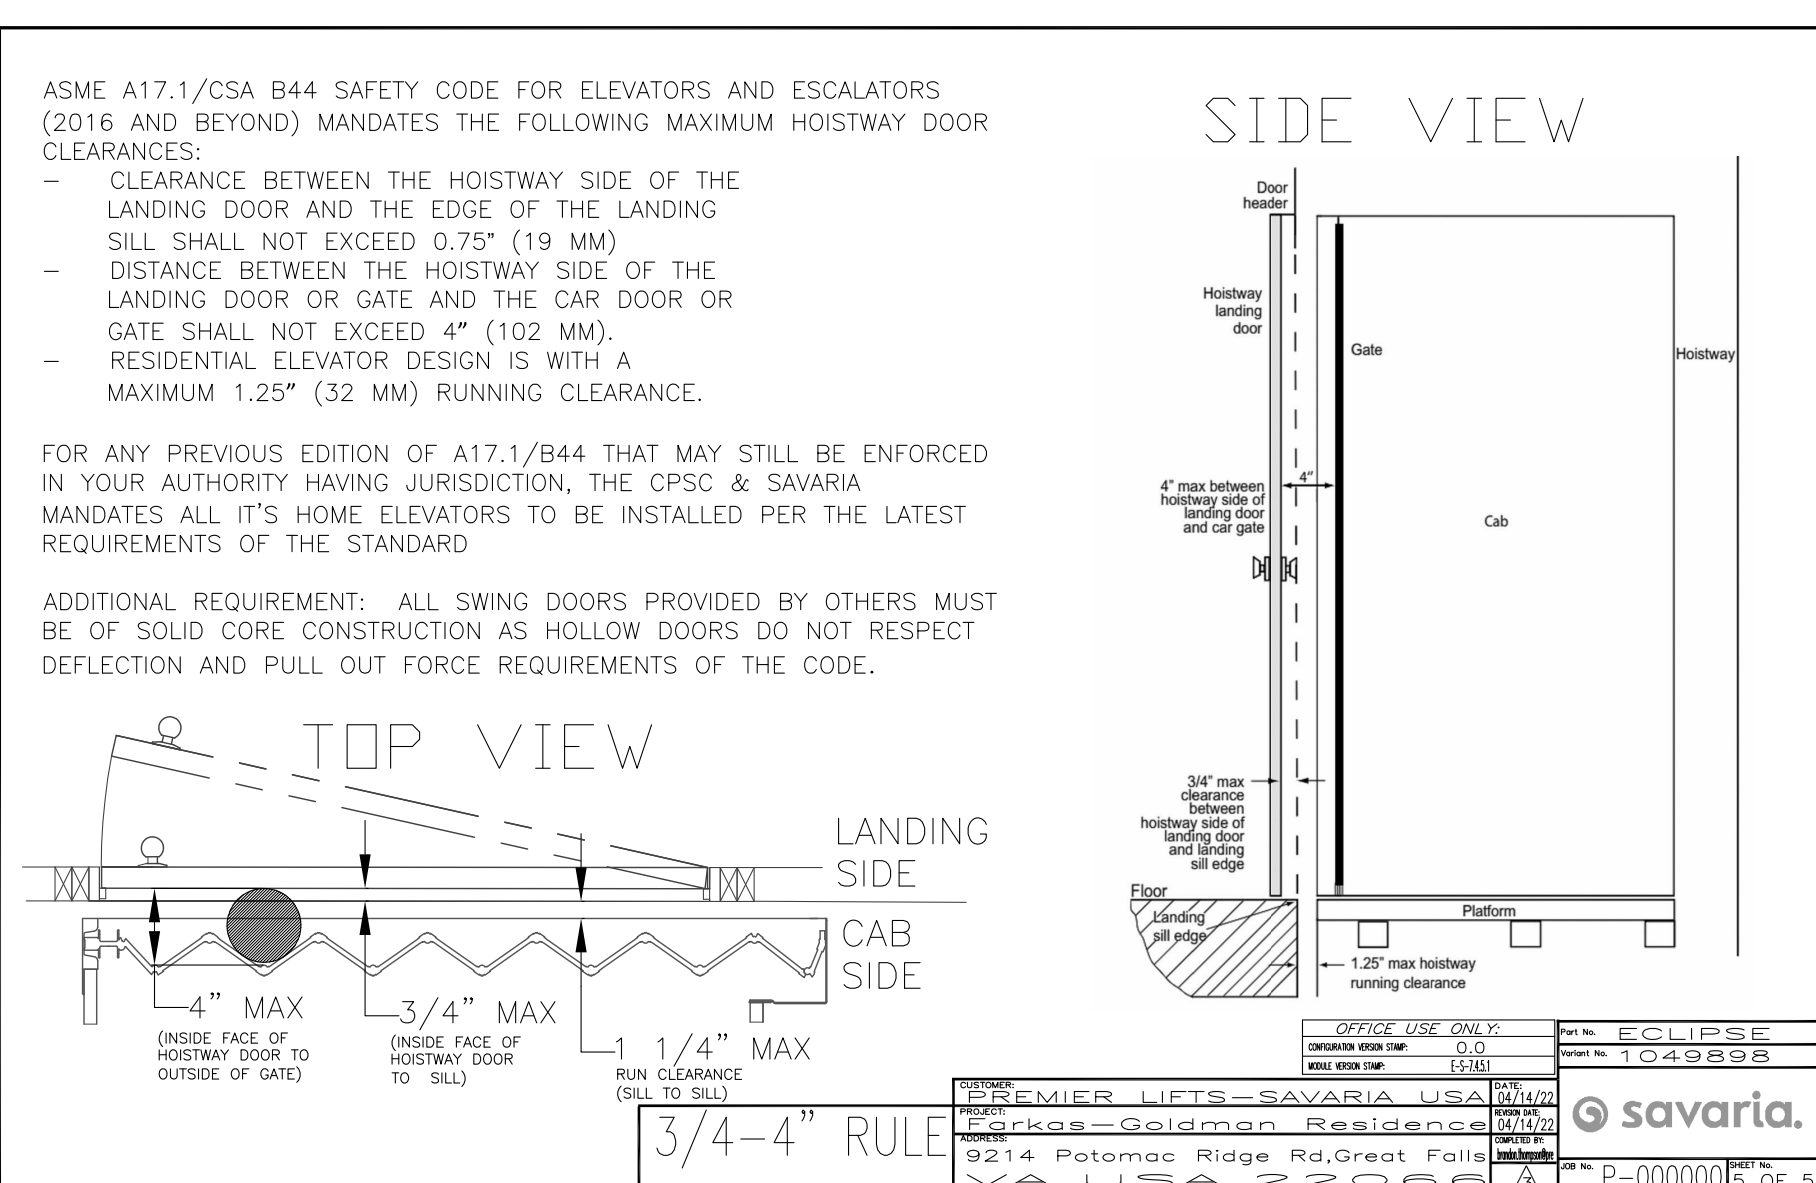 ASME A17.1/CSA B44 SAFETY CODE FOR ELEVATORS AND ESCALATORS
(2016 AND BEYOND) MANDATES THE FOLLOWING MAXIMUM HOISTWAY DOOR
CLEARANCES:
– CLEARANCE BETWEEN THE HOISTWAY SIDE OF THE
LANDING DOOR AND THE EDGE OF THE LANDING
SILL SHALL NOT EXCEED 0.75” (19 MM)
– DISTANCE BETWEEN THE HOISTWAY SIDE OF THE
LANDING DOOR OR GATE AND THE CAR DOOR OR
GATE SHALL NOT EXCEED 4” (102 MM).
– RESIDENTIAL ELEVATOR DESIGN IS WITH A
MAXIMUM 1.25” (32 MM) RUNNING CLEARANCE.
FOR ANY PREVIOUS EDITION OF A17.1/B44 THAT MAY STILL BE ENFORCED
IN YOUR AUTHORITY HAVING JURISDICTION, THE CPSC & SAVARIA
MANDATES ALL IT'S HOME ELEVATORS TO BE INSTALLED PER THE LATEST
REQUIREMENTS OF THE STANDARD
ADDITIONAL REQUIREMENT: ALL SWING DOORS PROVIDED BY OTHERS MUST
BE OF SOLID CORE CONSTRUCTION AS HOLLOW DOORS DO NOT RESPECT
DEFLECTION AND PULL OUT FORCE REQUIREMENTS OF THE CODE.
TOP VIEW
LANDING
SIDE
CAB
SIDE
4” MAX
(INSIDE FACE OF
HOISTWAY DOOR TO
OUTSIDE OF GATE)
3/4” MAX
(INSIDE FACE OF
HOISTWAY DOOR
TO SILL)
1 1/4” MAX
RUN CLEARANCE
(SILL TO SILL)
SIDE VIEW
Door
header
Hoistway
landing
door
Gate
Hoistway
4"
4" max between
hoistway side of
landing door
and car gate
Cab
3/4" max
clearance
between
hoistway side of
landing door
and landing
sill edge
Floor
Landing
sill edge
Platform
1.25" max hoistway
running clearance
OFFICE USE ONLY:
CONFIGURATION VERSION STAMP: 0.0
MODULE VERSION STAMP: E-S-7.4.5.1
Part No. ECLIPSE
Variant No. 1049898
savaria.
3/4–4” RULE
CUSTOMER:
PREMIER LIFTS–SAVARIA USA
PROJECT:
Farkas–Goldman Residence
ADDRESS:
9214 Potomac Ridge Rd,Great Falls
VA USA 22066
DATE:
04/14/22
REVISION DATE:
04/14/22
COMPLETED BY:
brandon.thompson@pre
3
JOB No. P–000000
SHEET No.
5 OF 5